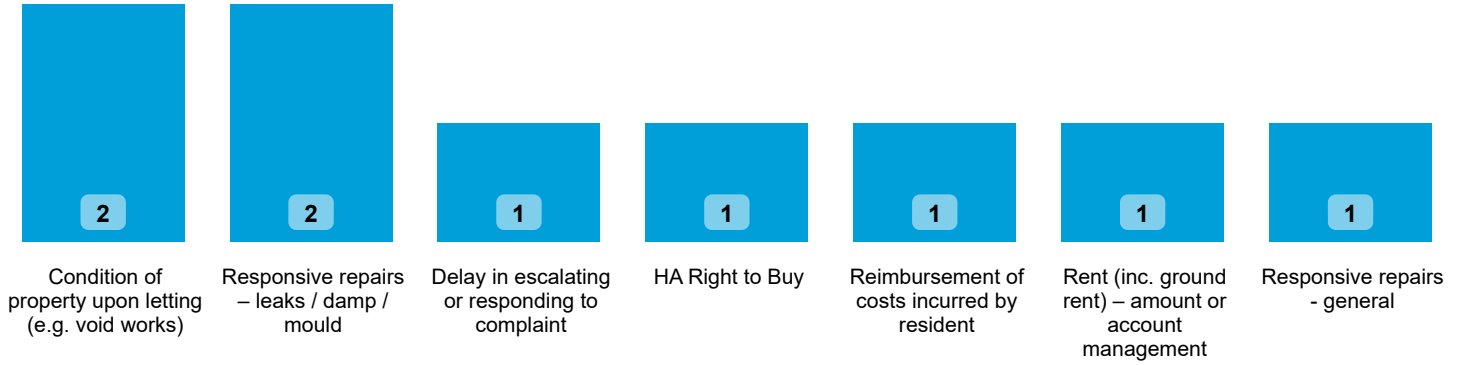 2
2
1
1
1
1
1
Condition of
property upon letting
(e.g. void works)
Responsive repairs
– leaks / damp /
mould
Delay in escalating
or responding to
complaint
HA Right to Buy
Reimbursement of
costs incurred by
resident
Rent (inc. ground
rent) – amount or
account
management
Responsive repairs
- general